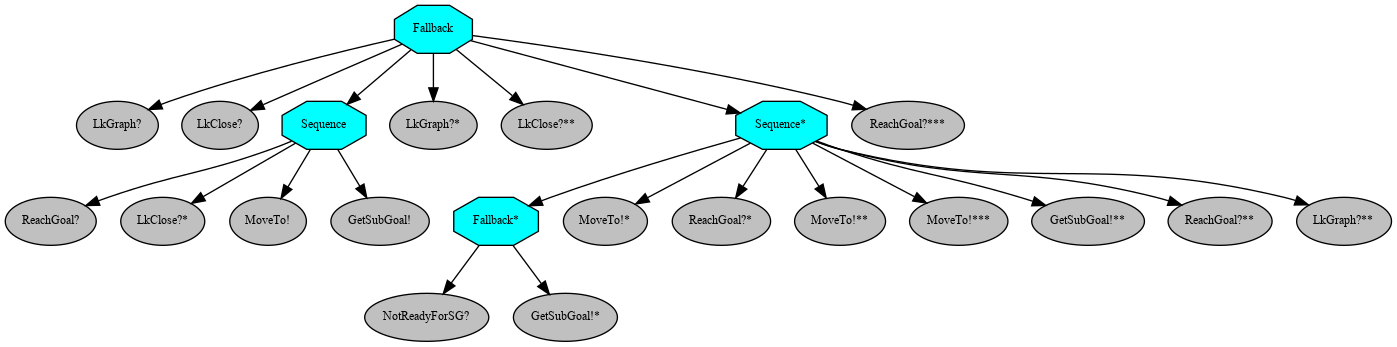 Fallback
LkGraph?
LkClose?
Sequence
LkGraph?*
LkClose?**
Sequence*
ReachGoal?***
ReachGoal?
LkClose?*
MoveTo!
GetSubGoal!
Fallback*
MoveTo!*
ReachGoal?*
MoveTo!**
MoveTo!***
GetSubGoal!**
ReachGoal?**
LkGraph?**
NotReadyForSG?
GetSubGoal!*